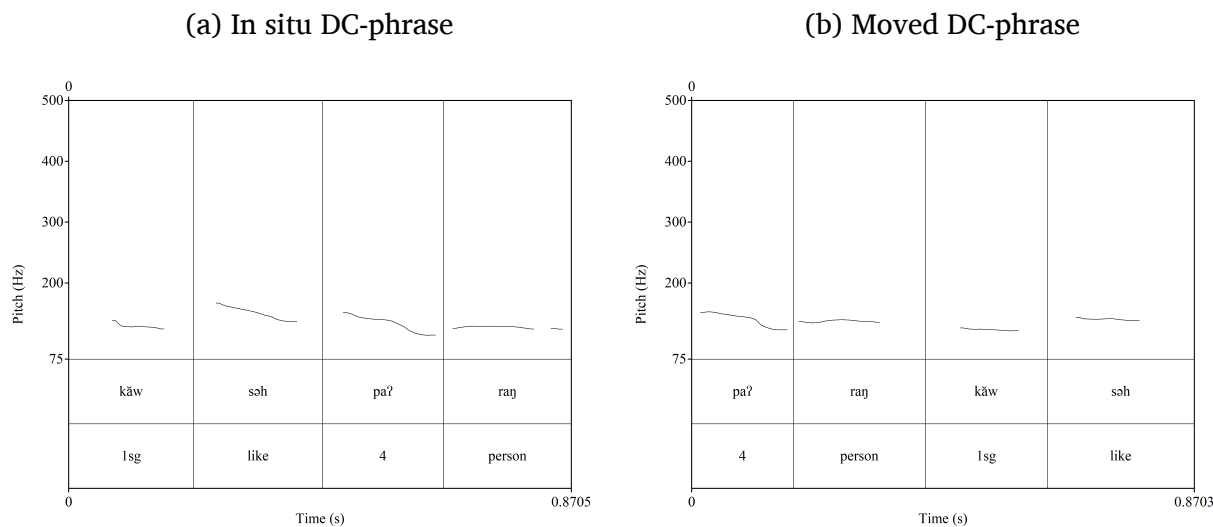 (a) In situ DC-phrase
0
500
400
300
200
75
Pitch (Hz)
kăw səh paʔ raŋ
1sg like 4 person
0 0.8705
Time (s)
(b) Moved DC-phrase
0
500
400
300
200
75
Pitch (Hz)
paʔ raŋ kăw səh
4 person 1sg like
0 0.8703
Time (s)